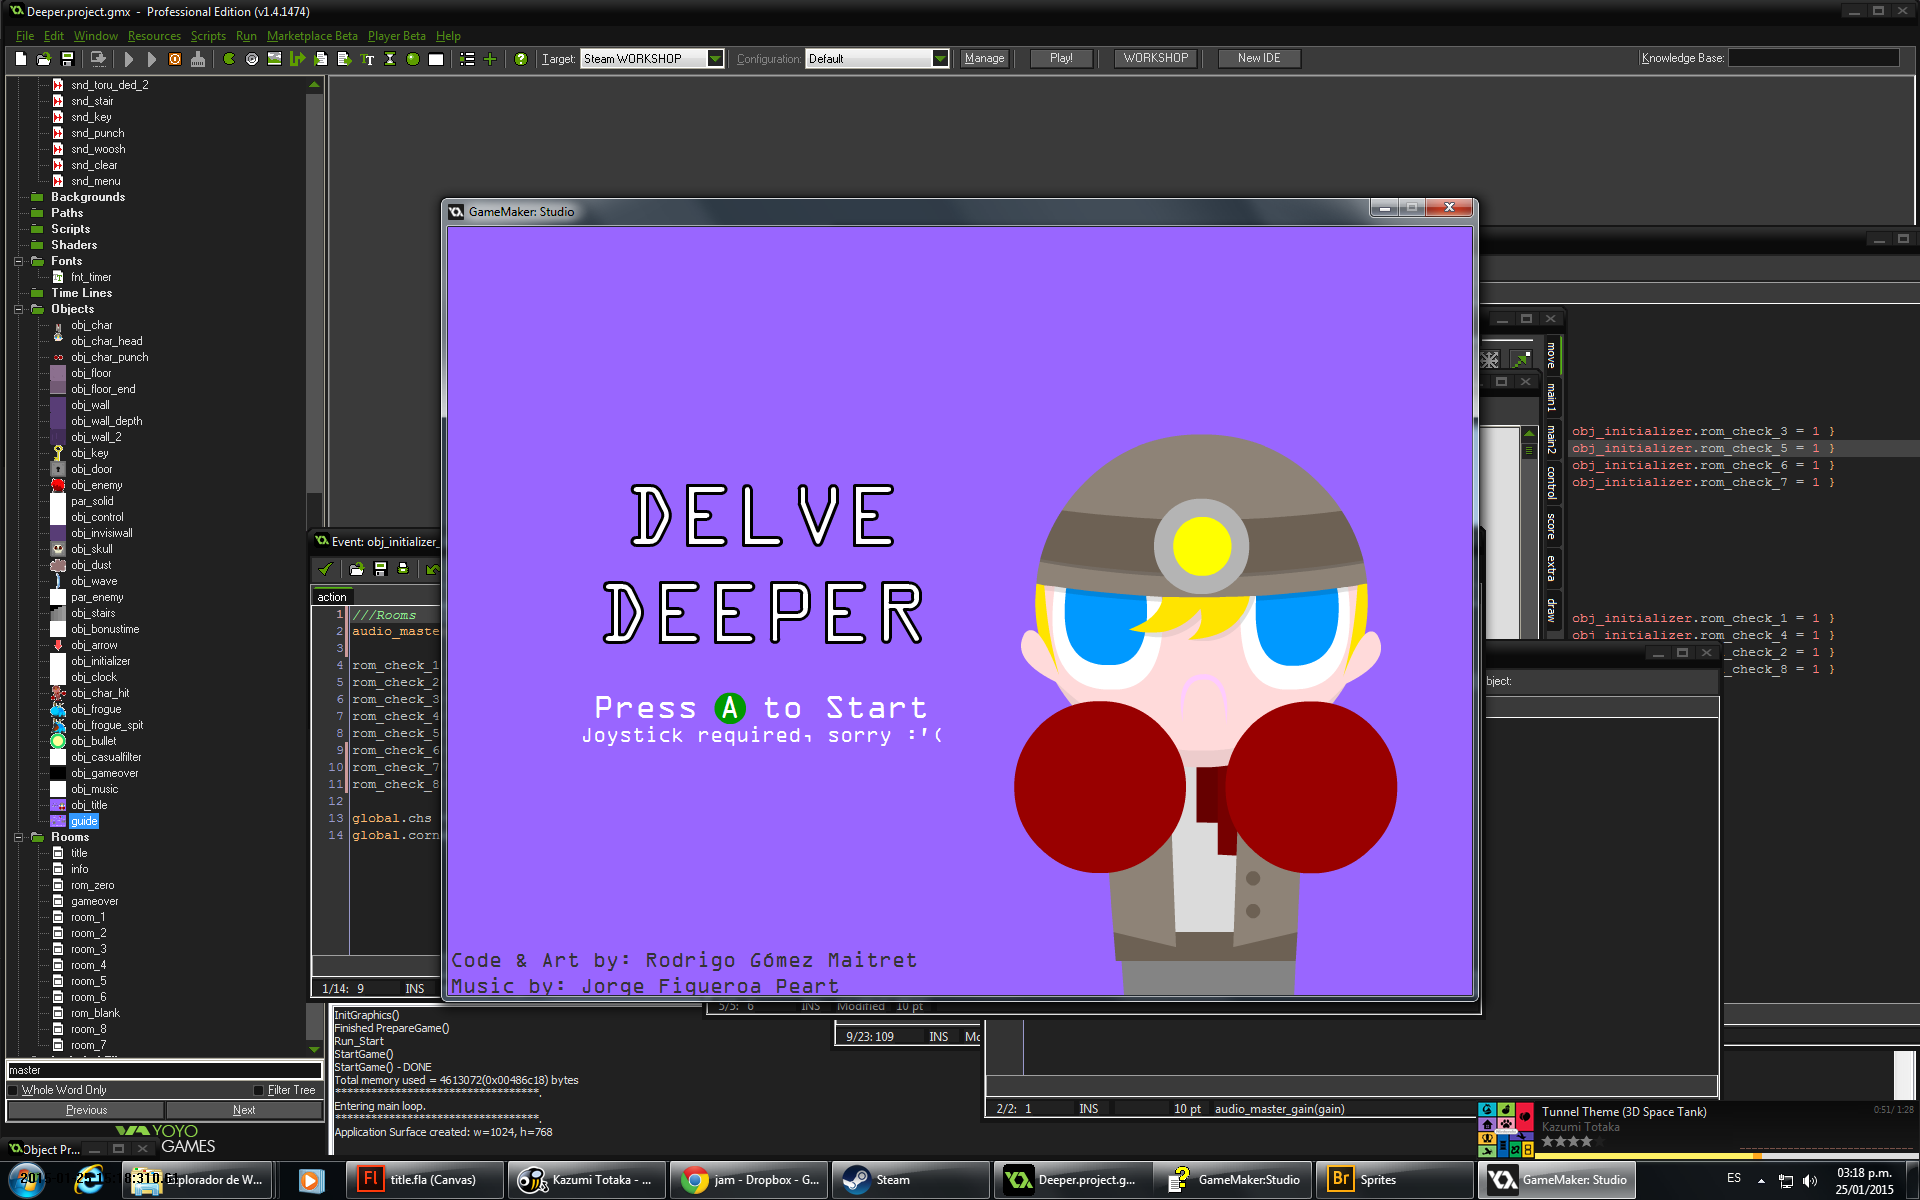 Deeper.project.gmx - Professional Edition (v1.4.1474)
File Edit Window Resources Scripts Run Marketplace Beta Player Beta Help
Target: Steam WORKSHOP Configuration: Default Manage Play! WORKSHOP New IDE Knowledge Base:
snd_toru_ded_2
snd_stair
snd_key
snd_punch
snd_woosh
snd_clear
snd_menu
Backgrounds
Paths
Scripts
Shaders
Fonts
fnt_timer
Time Lines
Objects
obj_char
obj_char_head
obj_char_punch
obj_floor
obj_floor_end
obj_wall
obj_wall_depth
obj_wall_2
obj_key
obj_door
obj_enemy
par_solid
obj_control
obj_invisiwall
obj_skull
obj_dust
obj_wave
par_enemy
obj_stairs
obj_bonustime
obj_arrow
obj_initializer
obj_clock
obj_char_hit
obj_frogue
obj_frogue_spit
obj_bullet
obj_casualfilter
obj_gameover
obj_music
obj_title
guide
Rooms
title
info
rom_zero
gameover
room_1
room_2
room_3
room_4
room_5
room_6
rom_blank
room_8
room_7
master
Whole Word Only Filter Tree
Previous Next
YOYO
GAMES
Object Pr...
Event: obj_initializer_
action
1 ///Rooms
2 audio_maste
3
4 rom_check_1
5 rom_check_2
6 rom_check_3
7 rom_check_4
8 rom_check_5
9 rom_check_6
10 rom_check_7
11 rom_check_8
12
13 global.chs
14 global.corn
1/14: 9 INS
GameMaker: Studio
DELVE
DEEPER
Press A to Start
Joystick required, sorry :'(
Code & Art by: Rodrigo Gómez Maitret
Music by: Jorge Figueroa Peart
move
main1
main2
control
score
extra
draw
obj_initializer.rom_check_3 = 1 }
obj_initializer.rom_check_5 = 1 }
obj_initializer.rom_check_6 = 1 }
obj_initializer.rom_check_7 = 1 }
obj_initializer.rom_check_1 = 1 }
obj_initializer.rom_check_4 = 1 }
_check_2 = 1 }
_check_8 = 1 }
bject:
5/5: 6 INS Modified 10 pt
9/23: 109 INS Mo
2/2: 1 INS 10 pt audio_master_gain(gain)
InitGraphics()
Finished PrepareGame()
Run_Start
StartGame()
StartGame() - DONE
Total memory used = 4613072(0x00486c18) bytes
***********************************.
Entering main loop.
***********************************.
Application Surface created: w=1024, h=768
Tunnel Theme (3D Space Tank) 0:51/ 1:28
Kazumi Totaka
Explorador de W...
title.fla (Canvas)
Kazumi Totaka - ...
jam - Dropbox - G...
Steam
Deeper.project.g...
GameMaker:Studio
Sprites
GameMaker: Studio
ES
03:18 p.m.
25/01/2015